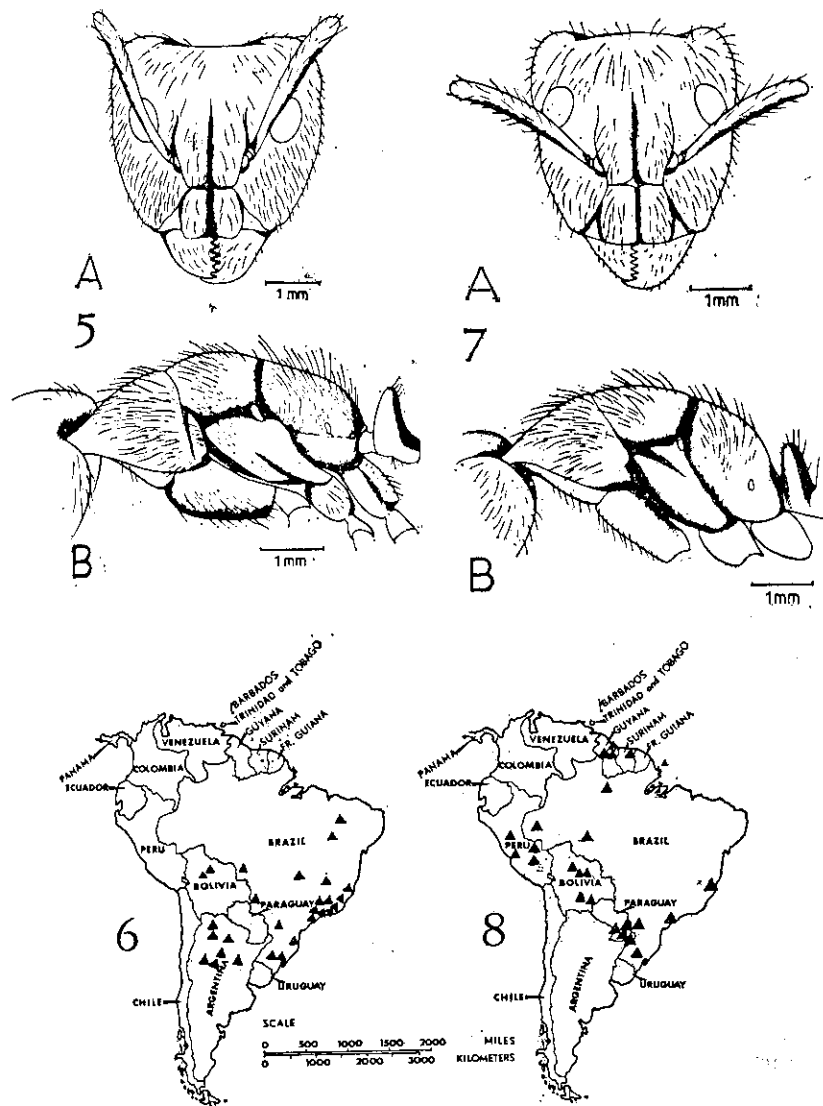 A
1 mm
A
1mm
5
7
B
1mm
B
1mm
BARBADOS
TRINIDAD and TOBAGO
GUYANA
SURINAM
FR. GUIANA
VENEZUELA
PANAMA
COLOMBIA
ECUADOR
PERU
BRAZIL
BOLIVIA
PARAGUAY
6
ARGENTINA
URUGUAY
CHILE
SCALE
0 500 1000 1500 2000
MILES
KILOMETERS
0 1000 2000 3000
BARBADOS
TRINIDAD and TOBAGO
GUYANA
SURINAM
FR. GUIANA
VENEZUELA
PANAMA
COLOMBIA
ECUADOR
PERU
BRAZIL
BOLIVIA
PARAGUAY
8
ARGENTINA
URUGUAY
CHILE